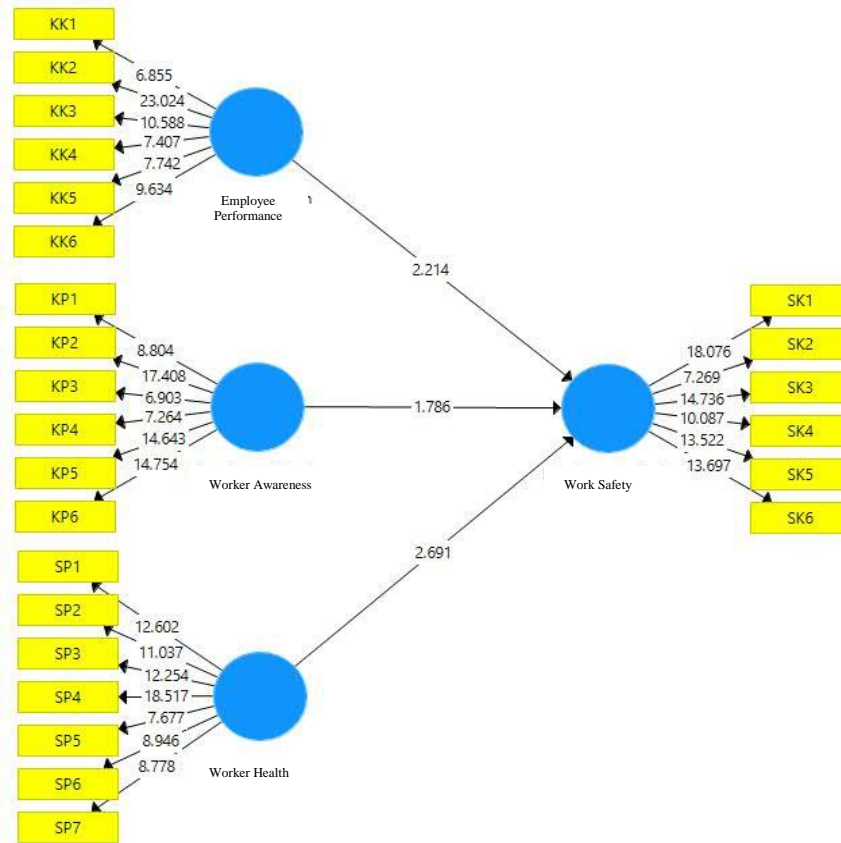 KK1
KK2
KK3
KK4
KK5
KK6
6.855
23.024
10.588
7.407
7.742
9.634
Employee
Performance
2.214
KP1
KP2
KP3
KP4
KP5
KP6
8.804
17.408
6.903
7.264
14.643
14.754
Worker Awareness
1.786
SP1
SP2
SP3
SP4
SP5
SP6
SP7
12.602
11.037
12.254
18.517
7.677
8.946
8.778
Worker Health
2.691
Work Safety
18.076
7.269
14.736
10.087
13.522
13.697
SK1
SK2
SK3
SK4
SK5
SK6